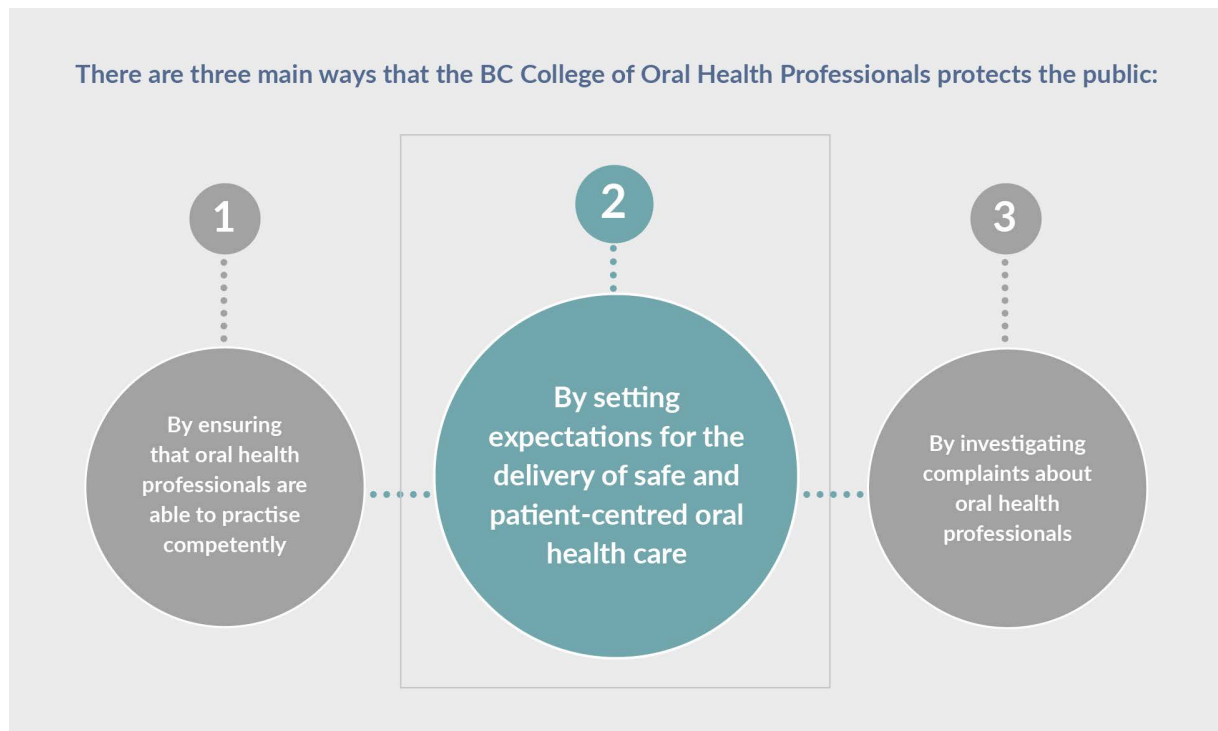 There are three main ways that the BC College of Oral Health Professionals protects the public:
1
By ensuring
that oral health
professionals are
able to practise
competently
2
By setting
expectations for the
delivery of safe and
patient-centred oral
health care
3
By investigating
complaints about
oral health
professionals